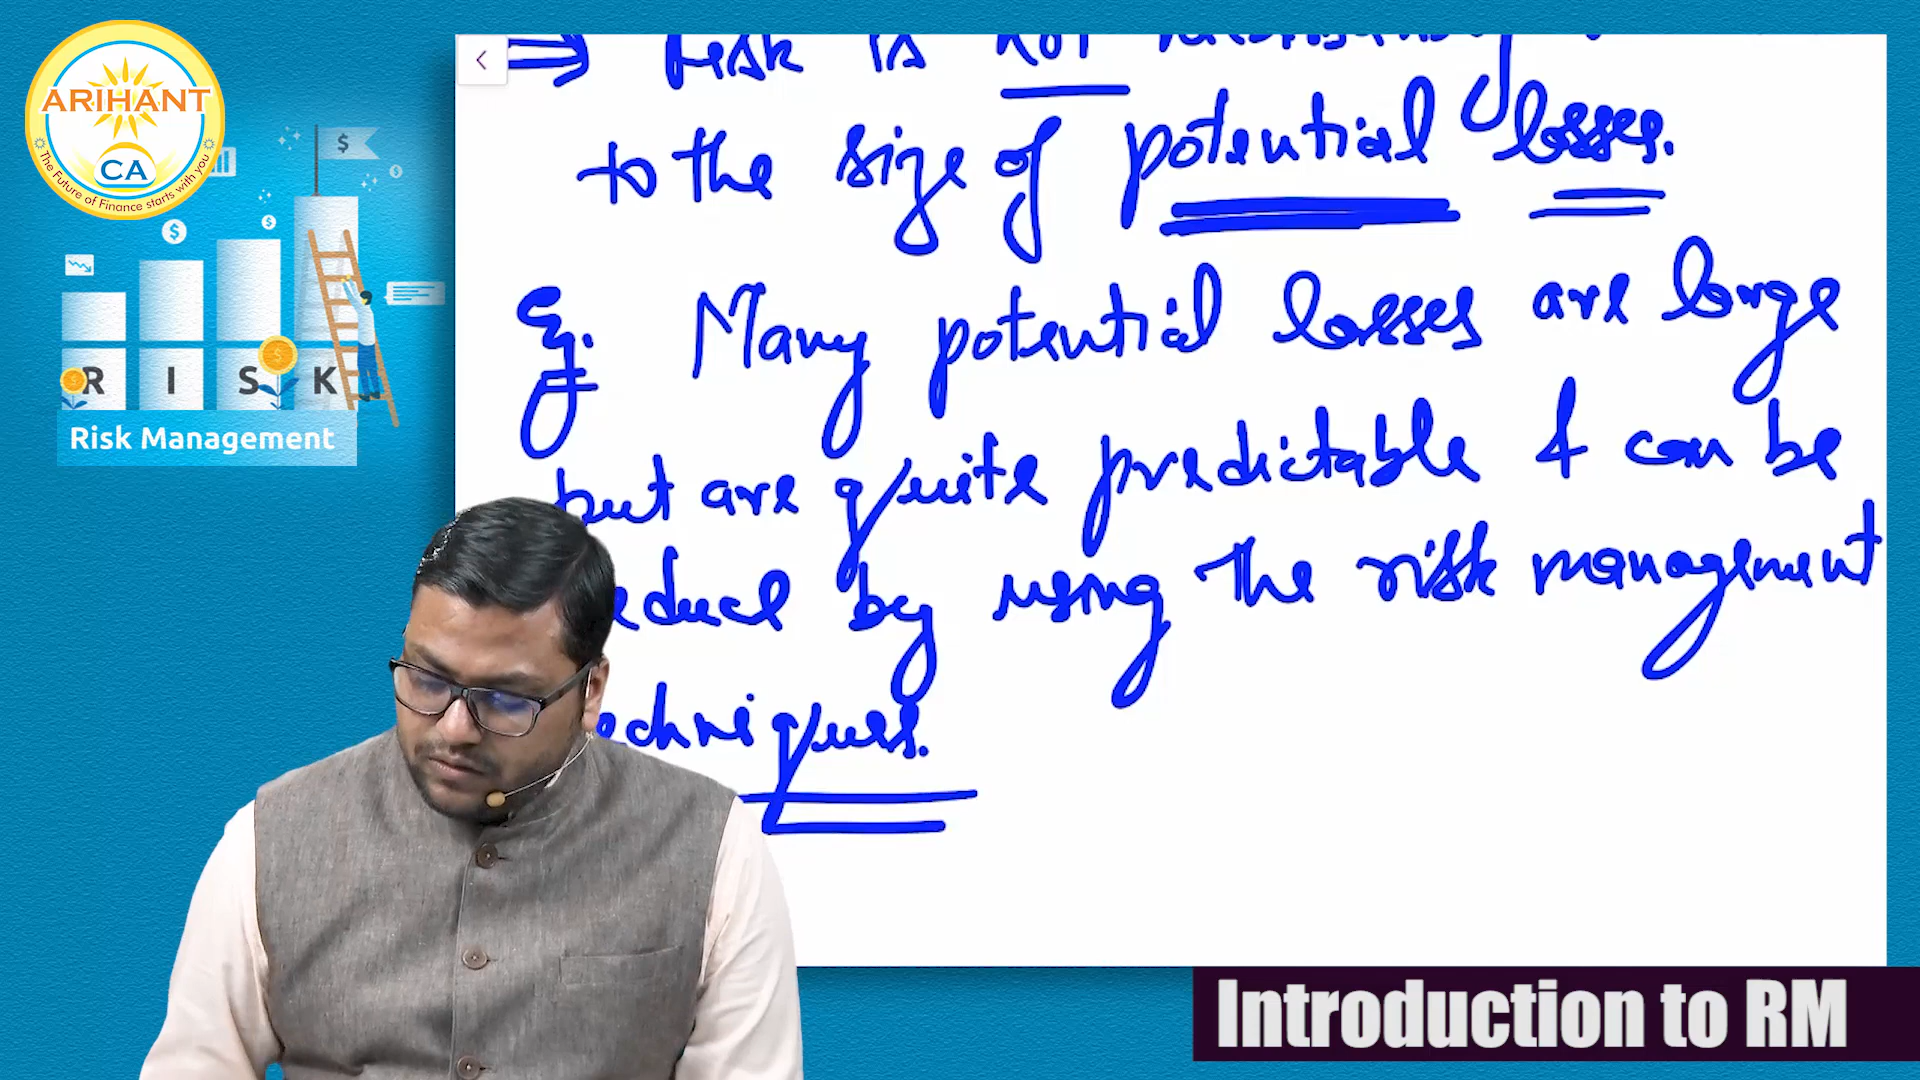 ARIHANT
CA
The Future of Finance starts with you
R I S K
Risk Management
⇒ Risk is NOT
to the size of potential losses.
Eg. Many potential losses are large
but are quite predictable & can be
educe by using the risk management
echniques.
Introduction to RM